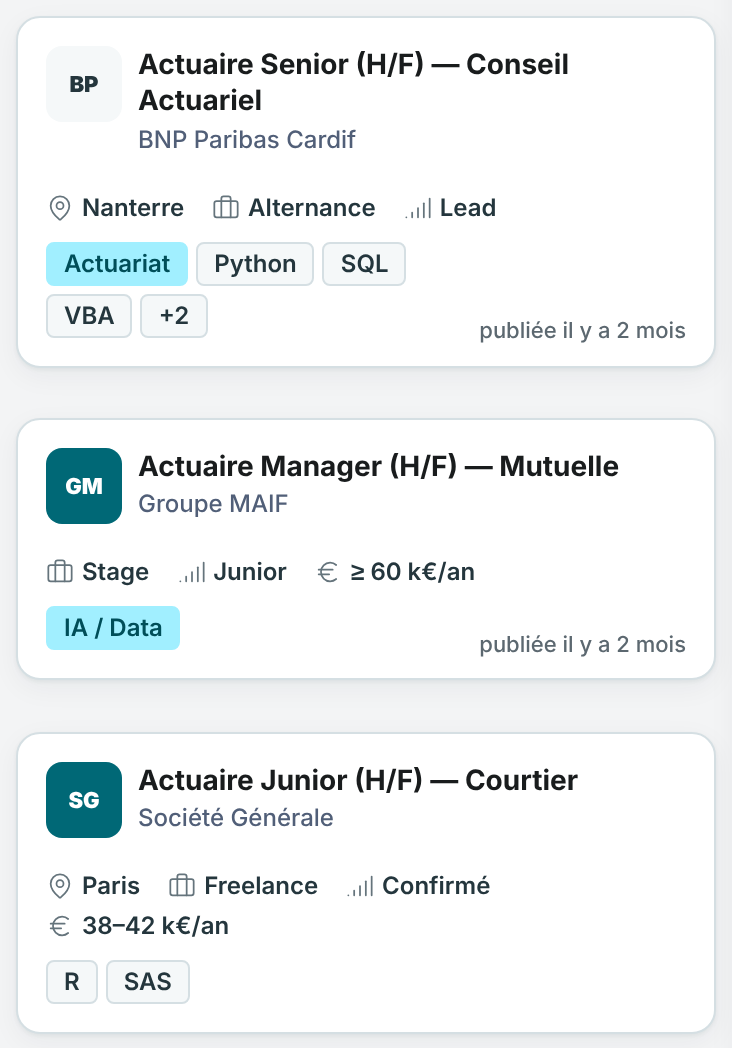 BP
Actuaire Senior (H/F) — Conseil
Actuariel
BNP Paribas Cardif
Nanterre Alternance Lead
Actuariat Python SQL
VBA +2
publiée il y a 2 mois
GM
Actuaire Manager (H/F) — Mutuelle
Groupe MAIF
Stage Junior € ≥ 60 k€/an
IA / Data
publiée il y a 2 mois
SG
Actuaire Junior (H/F) — Courtier
Société Générale
Paris Freelance Confirmé
€ 38–42 k€/an
R SAS